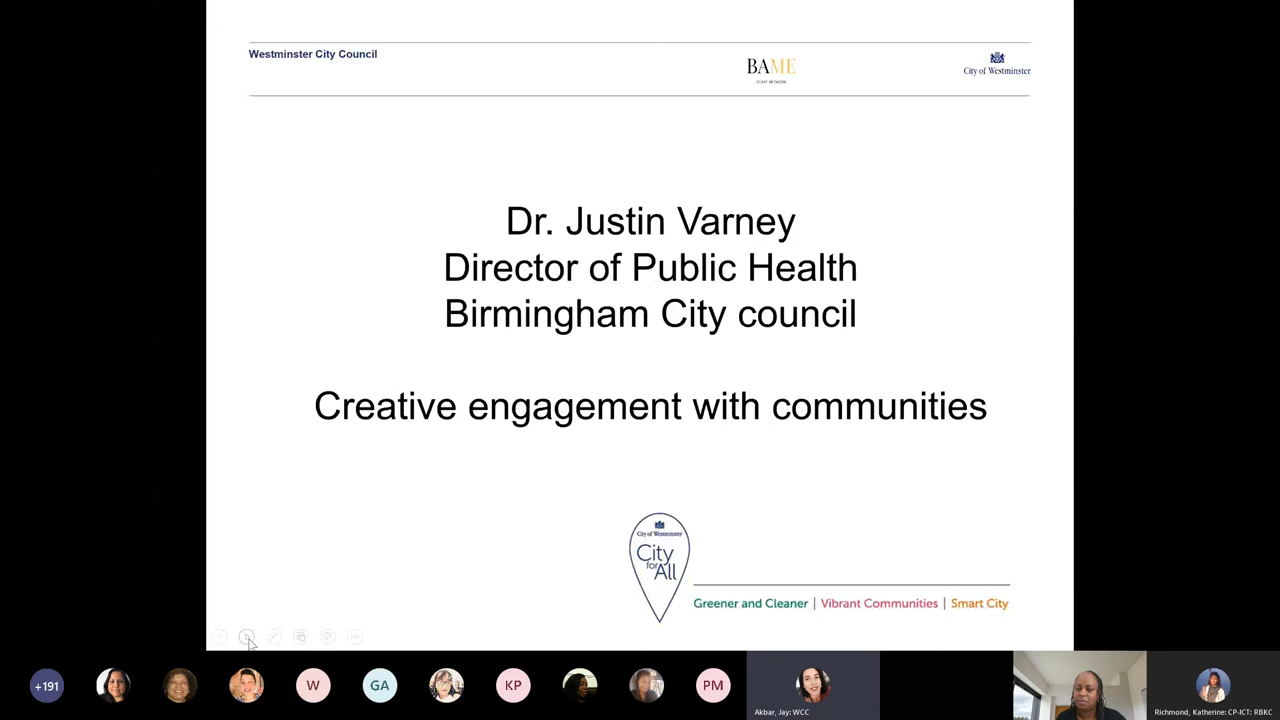 Westminster City Council
BAME
STAFF NETWORK
City of Westminster
Dr. Justin Varney
Director of Public Health
Birmingham City council
Creative engagement with communities
City of Westminster
City
for
All
Greener and Cleaner | Vibrant Communities | Smart City
+191
W
GA
KP
PM
Akbar, Jay: WCC
Richmond, Katherine: CP-ICT: RBKC